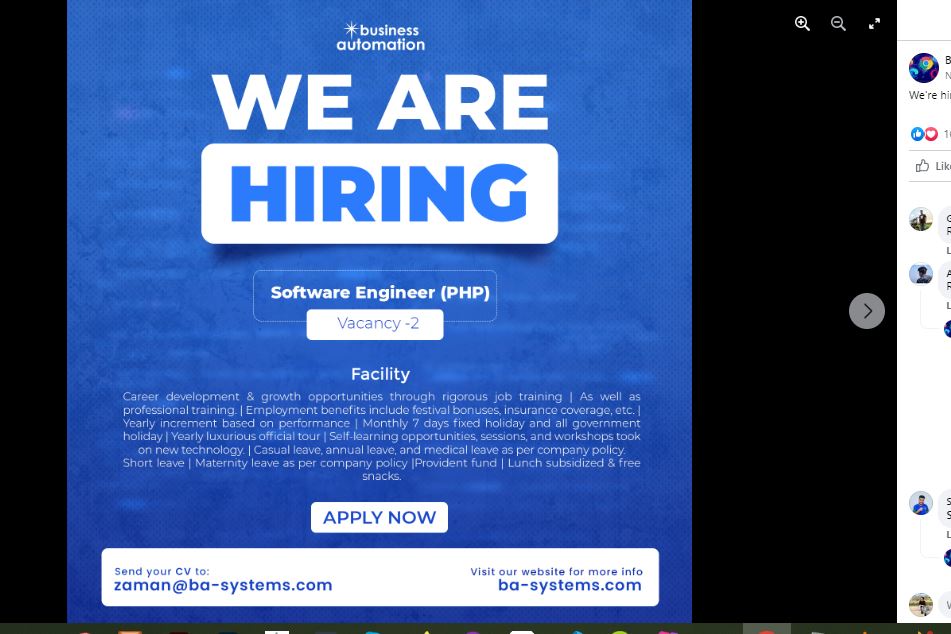 business
automation
WE ARE
HIRING
Software Engineer (PHP)
Vacancy -2
Facility
Career development & growth opportunities through rigorous job training | As well as
professional training. | Employment benefits include festival bonuses, insurance coverage, etc. |
Yearly increment based on performance | Monthly 7 days fixed holiday and all government
holiday | Yearly luxurious official tour | Self-learning opportunities, sessions, and workshops took
on new technology. | Casual leave, annual leave, and medical leave as per company policy.
Short leave | Maternity leave as per company policy |Provident fund | Lunch subsidized & free
snacks.
APPLY NOW
Send your CV to:
zaman@ba-systems.com
Visit our website for more info
ba-systems.com
B
N
We're hi
1
Lik
L
A
R
L
S
S
L